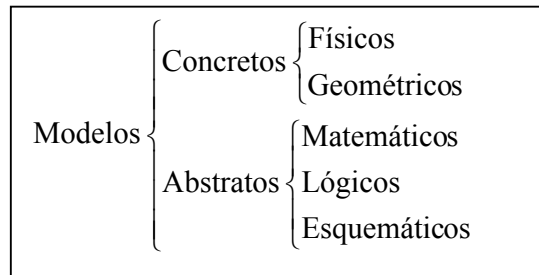 Modelos
Concretos
Físicos
Geométricos
Abstratos
Matemáticos
Lógicos
Esquemáticos